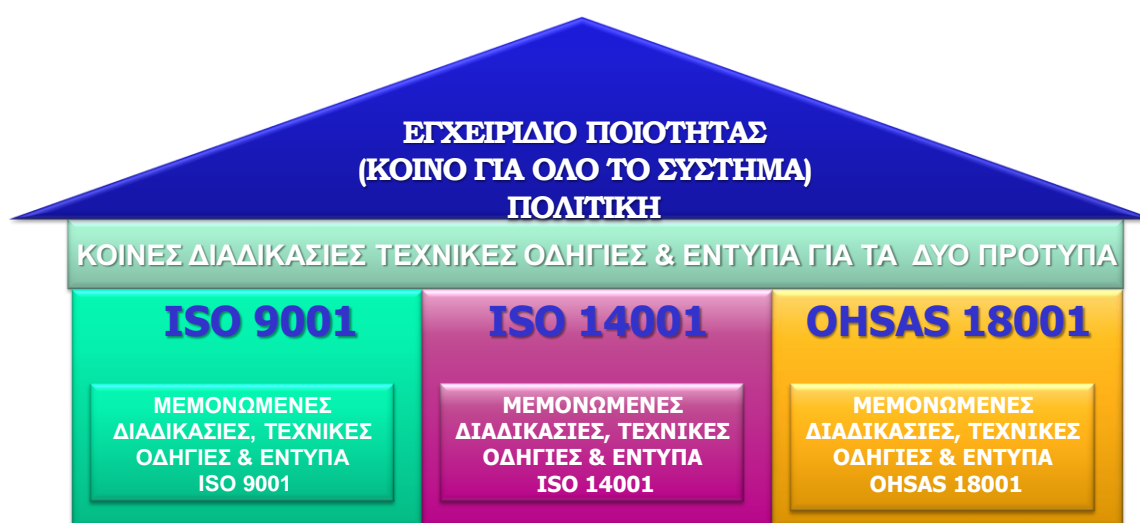 ΕΓΧΕΙΡΙΔΙΟ ΠΟΙΟΤΗΤΑΣ
(ΚΟΙΝΟ ΓΙΑ ΟΛΟ ΤΟ ΣΥΣΤΗΜΑ)
ΠΟΛΙΤΙΚΗ
ΚΟΙΝΕΣ ΔΙΑΔΙΚΑΣΙΕΣ ΤΕΧΝΙΚΕΣ ΟΔΗΓΙΕΣ & ΕΝΤΥΠΑ ΓΙΑ ΤΑ ΔΥΟ ΠΡΟΤΥΠΑ
ISO 9001
ΜΕΜΟΝΩΜΕΝΕΣ
ΔΙΑΔΙΚΑΣΙΕΣ, ΤΕΧΝΙΚΕΣ
ΟΔΗΓΙΕΣ & ΕΝΤΥΠΑ
ISO 9001
ISO 14001
ΜΕΜΟΝΩΜΕΝΕΣ
ΔΙΑΔΙΚΑΣΙΕΣ, ΤΕΧΝΙΚΕΣ
ΟΔΗΓΙΕΣ & ΕΝΤΥΠΑ
ISO 14001
OHSAS 18001
ΜΕΜΟΝΩΜΕΝΕΣ
ΔΙΑΔΙΚΑΣΙΕΣ, ΤΕΧΝΙΚΕΣ
ΟΔΗΓΙΕΣ & ΕΝΤΥΠΑ
OHSAS 18001